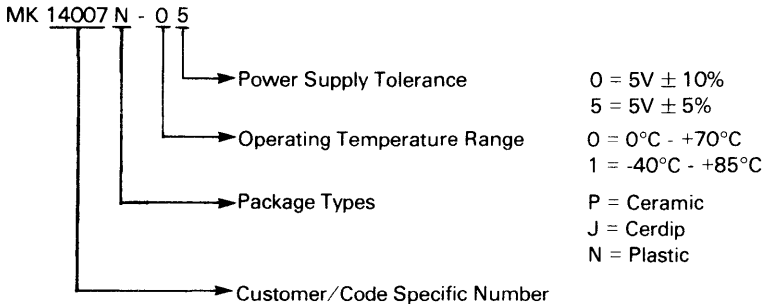 MK 14007 N - 0 5
Power Supply Tolerance 0 = 5V ± 10%
5 = 5V ± 5%
Operating Temperature Range 0 = 0°C - +70°C
1 = -40°C - +85°C
Package Types P = Ceramic
J = Cerdip
N = Plastic
Customer/Code Specific Number